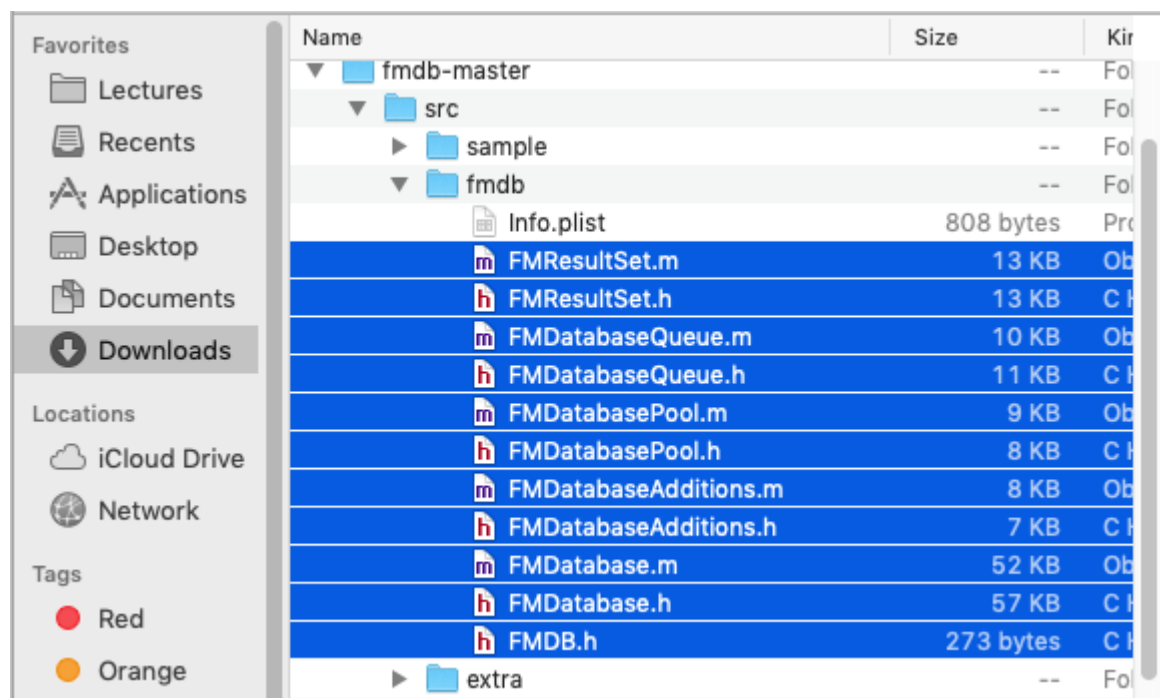 Favorites
Lectures
Recents
Applications
Desktop
Documents
Downloads
Locations
iCloud Drive
Network
Tags
Red
Orange
Name Size
fmdb-master --
src --
sample --
fmdb --
Info.plist 808 bytes
m FMResultSet.m 13 KB
h FMResultSet.h 13 KB
m FMDatabaseQueue.m 10 KB
h FMDatabaseQueue.h 11 KB
m FMDatabasePool.m 9 KB
h FMDatabasePool.h 8 KB
m FMDatabaseAdditions.m 8 KB
h FMDatabaseAdditions.h 7 KB
m FMDatabase.m 52 KB
h FMDatabase.h 57 KB
h FMDB.h 273 bytes
extra --